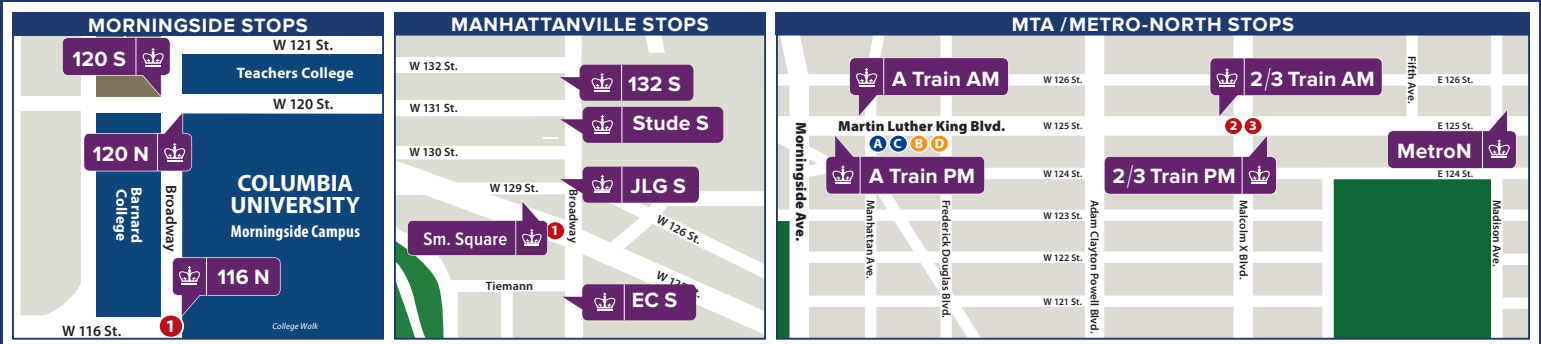 MORNINGSIDE STOPS
120 S
W 121 St.
Teachers College
W 120 St.
120 N
Barnard
College
Broadway
COLUMBIA
UNIVERSITY
Morningside Campus
116 N
W 116 St.
1
College Walk
MANHATTANVILLE STOPS
W 132 St.
132 S
W 131 St.
Stude S
W 130 St.
JLG S
W 129 St.
Broadway
Sm. Square
1
W 126 St.
W 125 St.
Tiemann
EC S
MTA / METRO-NORTH STOPS
A Train AM
W 126 St.
2/3 Train AM
Fifth Ave.
E 126 St.
Morningside Ave.
Martin Luther King Blvd.
W 125 St.
2 3
E 125 St.
A C B D
MetroN
A Train PM
W 124 St.
2/3 Train PM
E 124 St.
Manhattan Ave.
Frederick Douglas Blvd.
W 123 St.
Adam Clayton Powell Blvd.
Malcolm X Blvd.
Madison Ave.
W 122 St.
W 121 St.